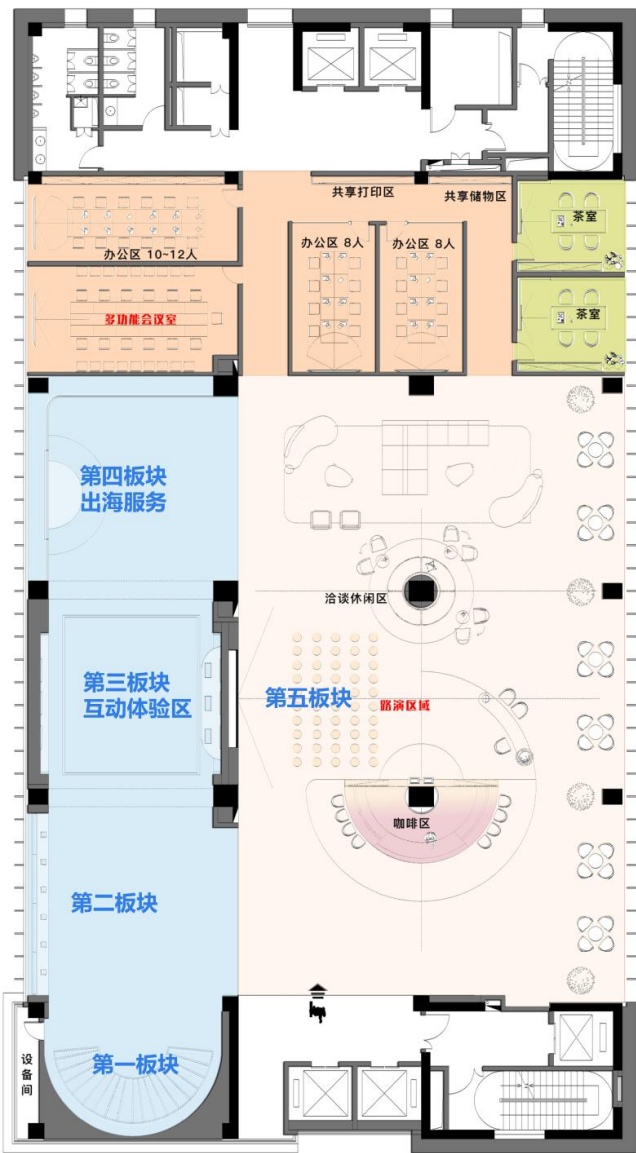 共享打印区
共享储物区
茶室
办公区 10~12人
办公区 8人
办公区 8人
多功能会议室
茶室
第四板块
出海服务
洽谈休闲区
第三板块
互动体验区
第五板块
路演区域
咖啡区
第二板块
第一板块
设备间